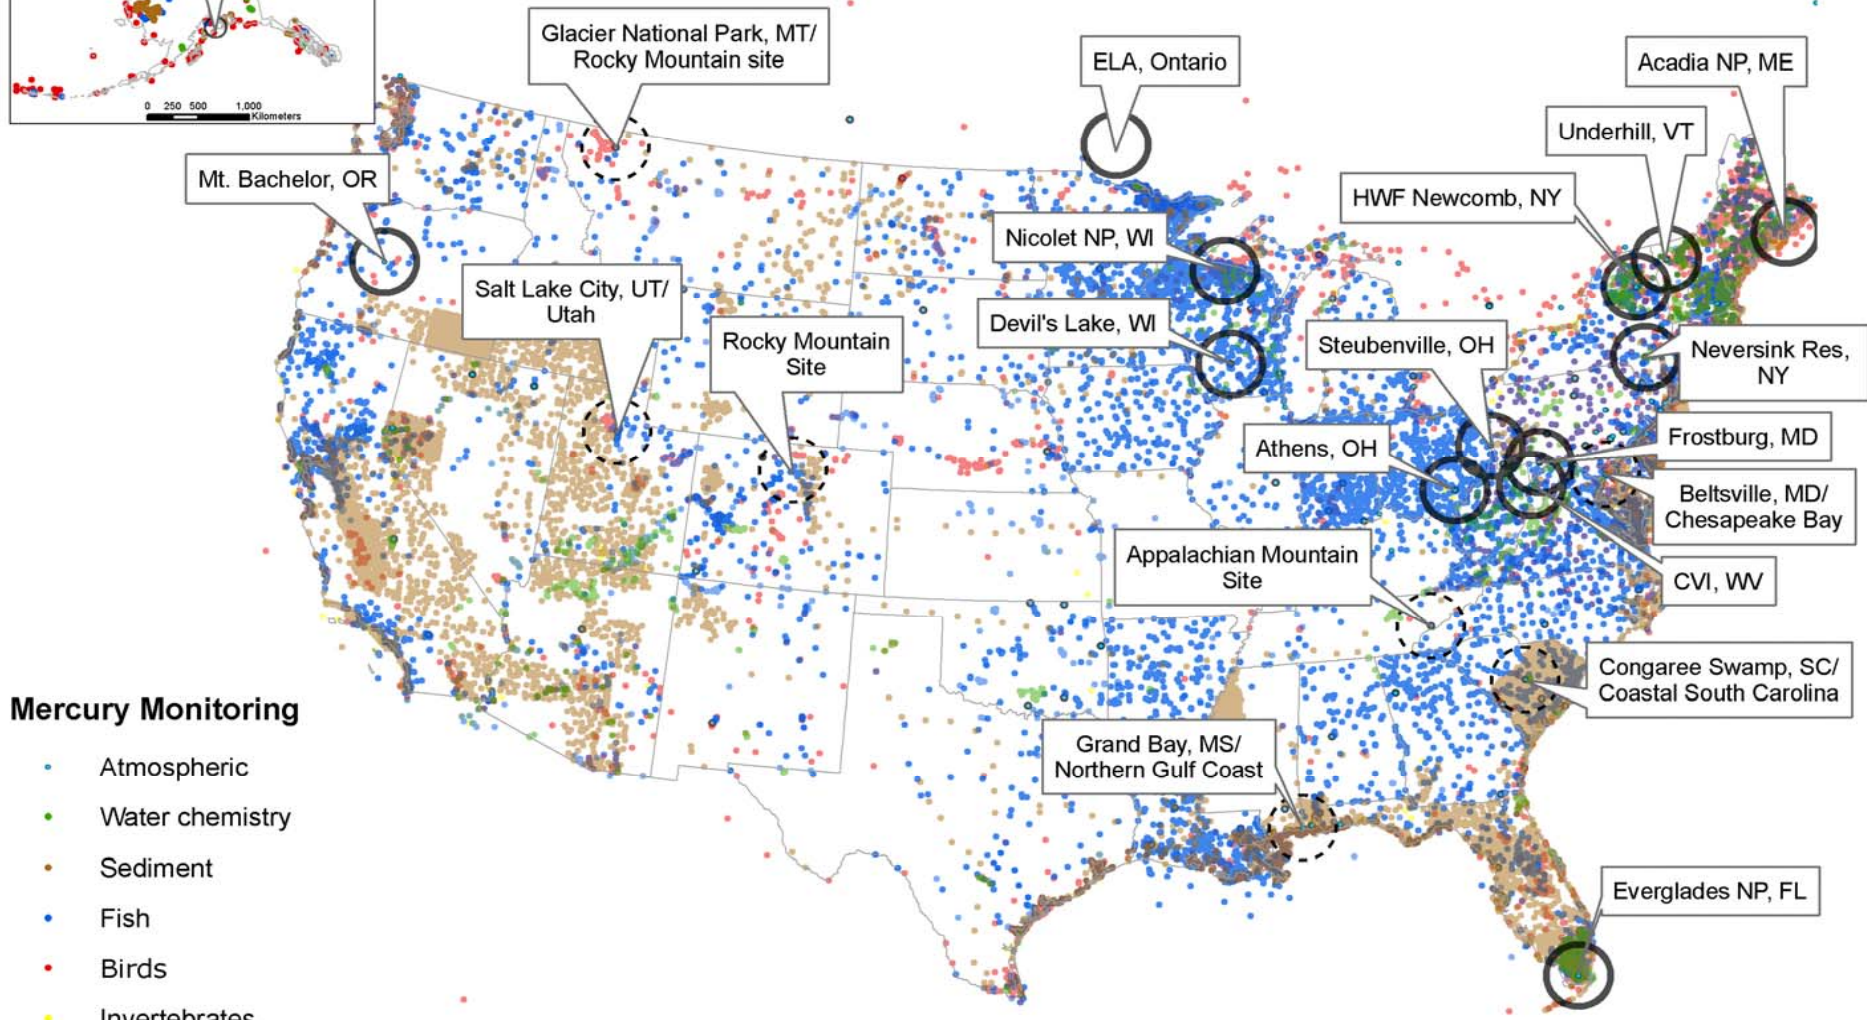 0 250 500 1,000
Kilometers
Glacier National Park, MT/
Rocky Mountain site
ELA, Ontario
Acadia NP, ME
Underhill, VT
Mt. Bachelor, OR
HWF Newcomb, NY
Nicolet NP, WI
Salt Lake City, UT/
Utah
Devil's Lake, WI
Rocky Mountain
Site
Steubenville, OH
Neversink Res,
NY
Athens, OH
Frostburg, MD
Beltsville, MD/
Chesapeake Bay
Appalachian Mountain
Site
CVI, WV
Congaree Swamp, SC/
Coastal South Carolina
Grand Bay, MS/
Northern Gulf Coast
Everglades NP, FL
Mercury Monitoring
Atmospheric
Water chemistry
Sediment
Fish
Birds
Invertebrates